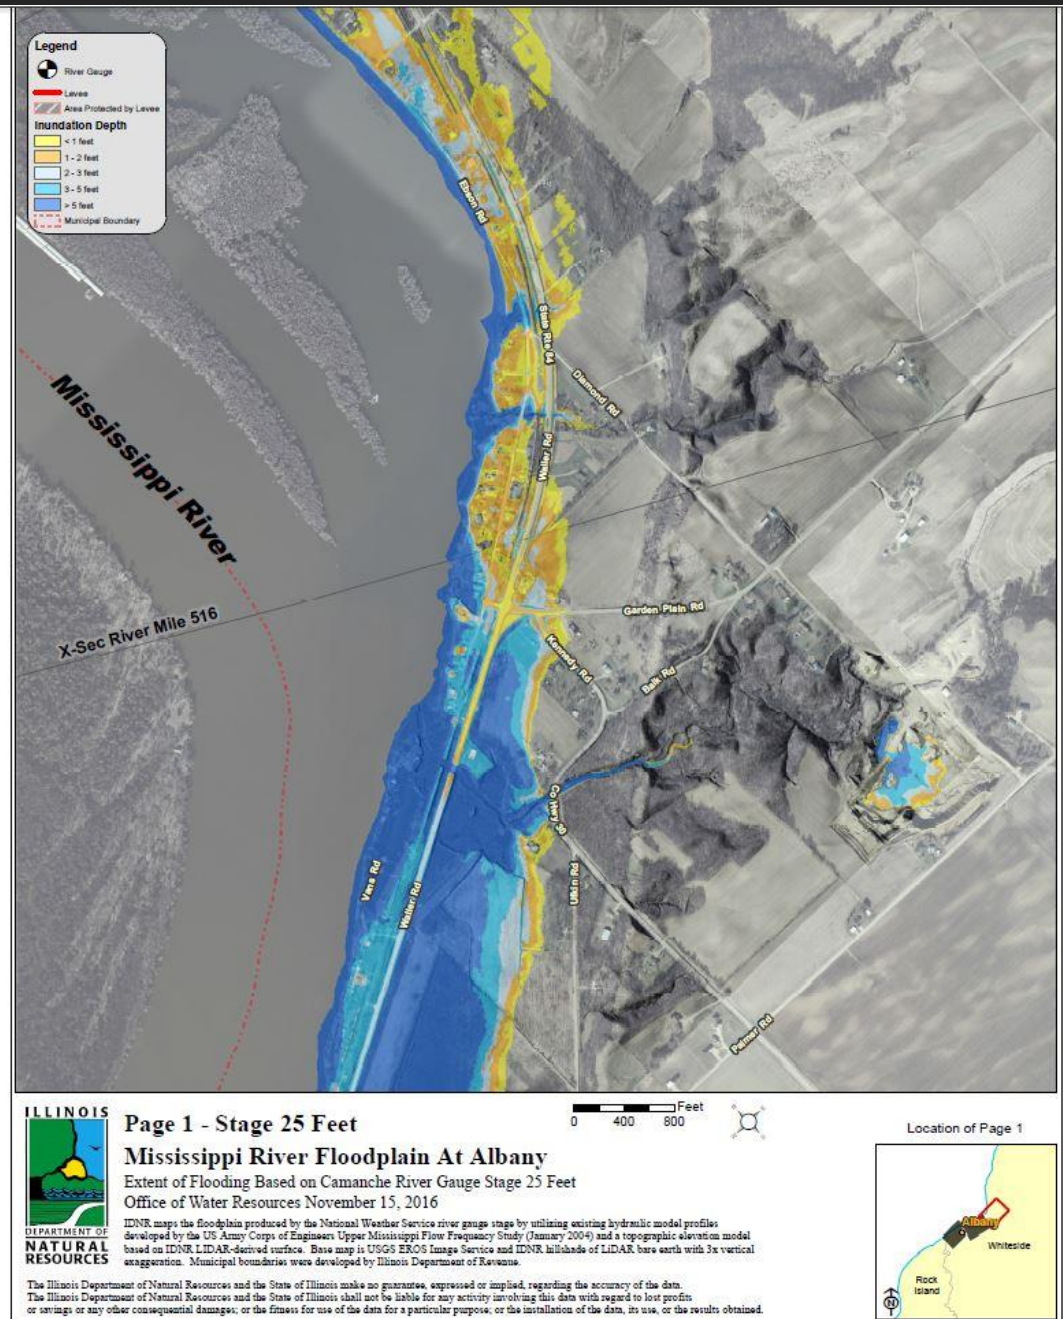 Legend
River Gauge
Levee
Area Protected by Levee
Inundation Depth
< 1 feet
1 - 2 feet
2 - 3 feet
3 - 5 feet
> 5 feet
Municipal Boundary
Ebson Rd
State Rte 84
Diamond Rd
Mississippi River
Waller Rd
X-Sec River Mile 516
Garden Plain Rd
Kennedy Rd
Balk Rd
Co Hwy 30
Vans Rd
Waller Rd
Utkin Rd
Palmer Rd
ILLINOIS
DEPARTMENT OF
NATURAL
RESOURCES
Page 1 - Stage 25 Feet
Mississippi River Floodplain At Albany
Extent of Flooding Based on Camanche River Gauge Stage 25 Feet
Office of Water Resources November 15, 2016
IDNR maps the floodplain produced by the National Weather Service river gauge stage by utilizing existing hydraulic model profiles
developed by the US Army Corps of Engineers Upper Mississippi Flow Frequency Study (January 2004) and a topographic elevation model
based on IDNR LIDAR-derived surface. Base map is USGS EROS Image Service and IDNR hillshade of LiDAR bare earth with 3x vertical
exaggeration. Municipal boundaries were developed by Illinois Department of Revenue.
The Illinois Department of Natural Resources and the State of Illinois make no guarantee, expressed or implied, regarding the accuracy of the data.
The Illinois Department of Natural Resources and the State of Illinois shall not be liable for any activity involving this data with regard to lost profits
or savings or any other consequential damages; or the fitness for use of the data for a particular purpose; or the installation of the data, its use, or the results obtained.
Feet
0 400 800
Location of Page 1
Albany
Whiteside
Rock
Island
N